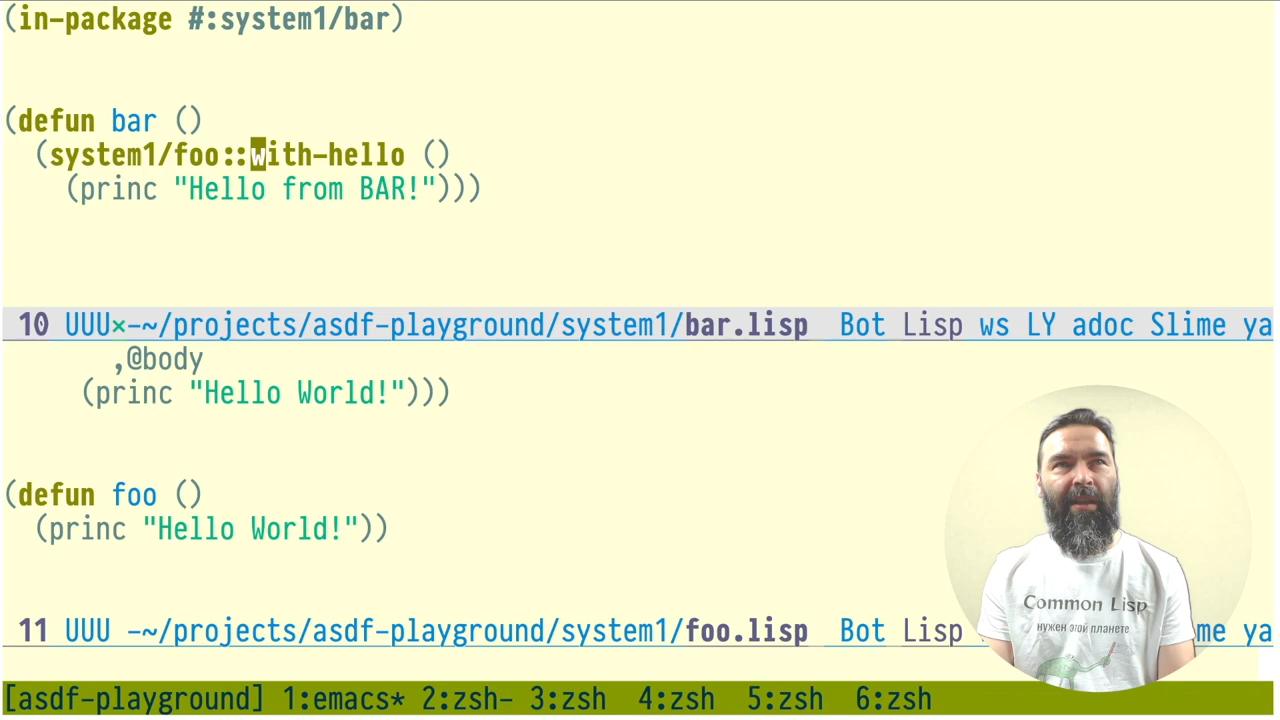 (in-package #:system1/bar)
(defun bar ()
  (system1/foo::with-hello ()
    (princ "Hello from BAR!")))
10 UUU×-~/projects/asdf-playground/system1/bar.lisp  Bot Lisp ws LY adoc Slime ya
       ,@body
     (princ "Hello World!")))
(defun foo ()
  (princ "Hello World!"))
11 UUU -~/projects/asdf-playground/system1/foo.lisp  Bot Lisp me ya
Common Lisp
нужен этой планете
[asdf-playground] 1:emacs* 2:zsh- 3:zsh  4:zsh  5:zsh  6:zsh